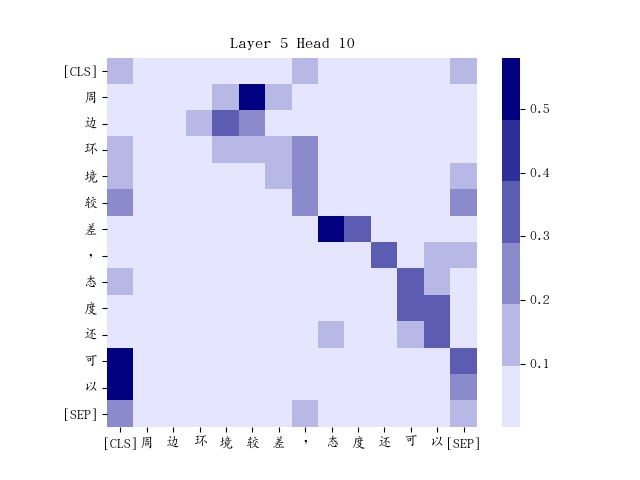 Layer 5 Head 10
[CLS]
周
边
环
境
较
差
，
态
度
还
可
以
[SEP]
[CLS] 周 边 环 境 较 差 ， 态 度 还 可 以 [SEP]
0.5
0.4
0.3
0.2
0.1